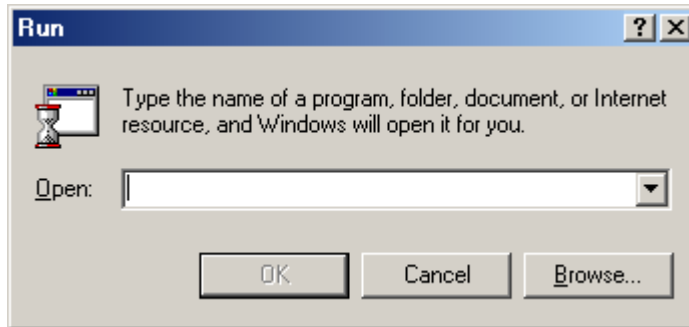 Run
Type the name of a program, folder, document, or Internet
resource, and Windows will open it for you.
Open:
OK Cancel Browse...